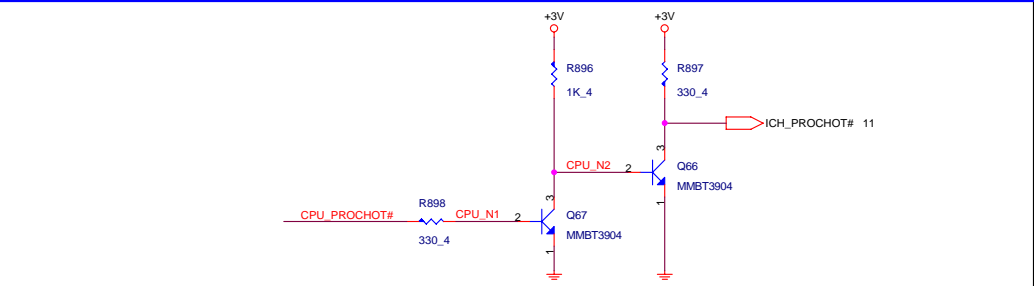 +3V +3V
R896 R897
1K_4 330_4
ICH_PROCHOT# 11
3
CPU_N2 2 Q66
MMBT3904
R898 3 1
CPU_PROCHOT# CPU_N1 2 Q67
330_4 MMBT3904
1